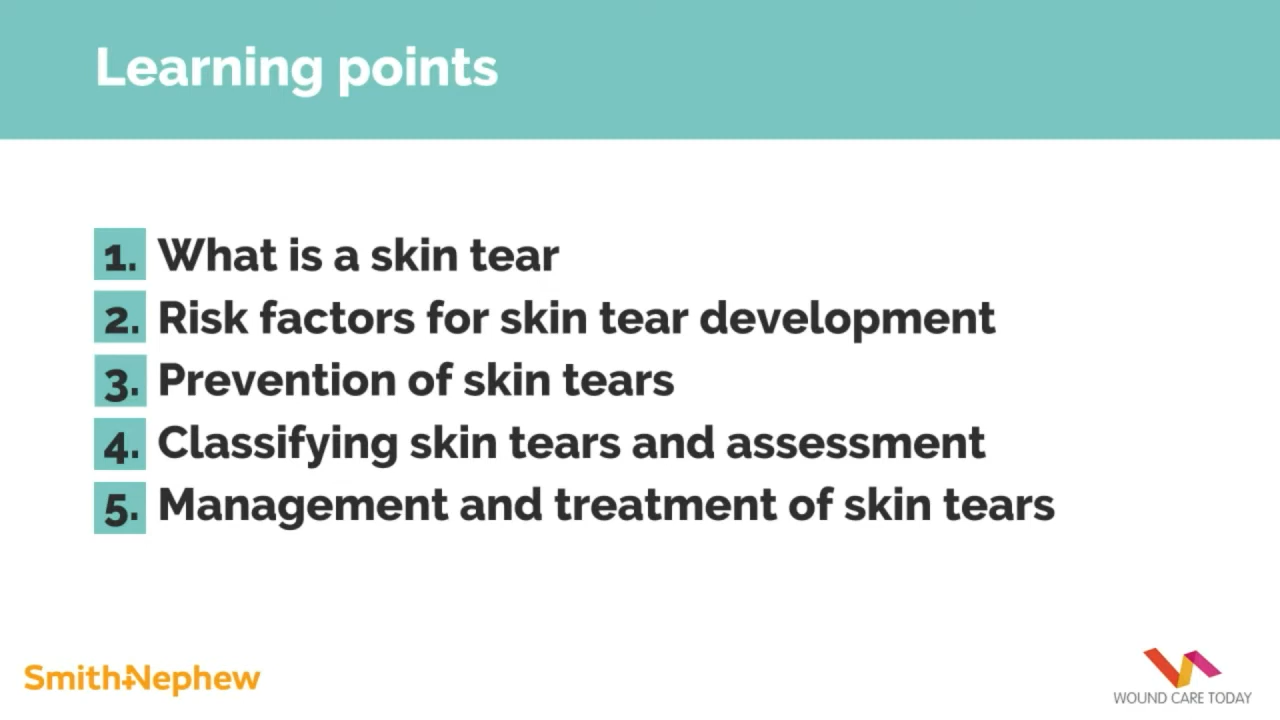 Learning points
1. What is a skin tear
2. Risk factors for skin tear development
3. Prevention of skin tears
4. Classifying skin tears and assessment
5. Management and treatment of skin tears
Smith+Nephew
WOUND CARE TODAY